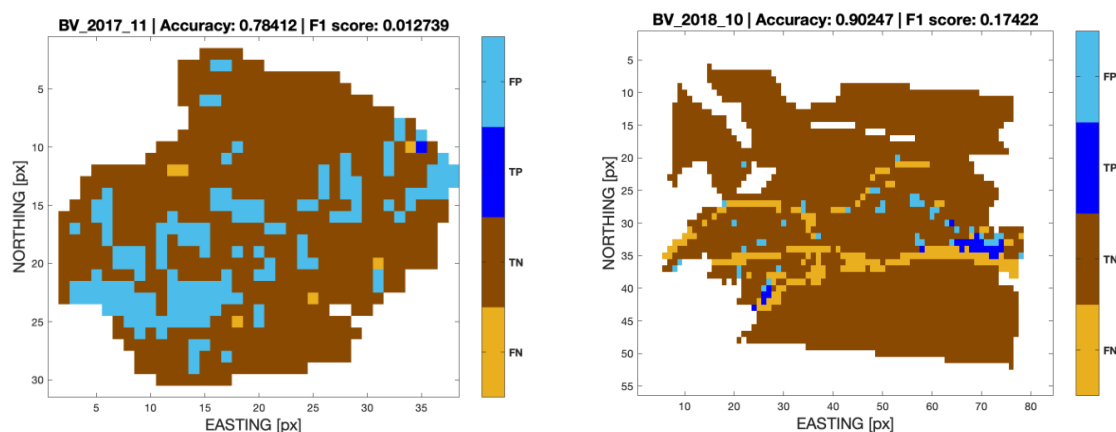 BV_2017_11 | Accuracy: 0.78412 | F1 score: 0.012739
NORTHING [px]
5
10
15
20
25
30
5 10 15 20 25 30 35
EASTING [px]
FP
TP
TN
FN
BV_2018_10 | Accuracy: 0.90247 | F1 score: 0.17422
NORTHING [px]
5
10
15
20
25
30
35
40
45
50
55
10 20 30 40 50 60 70 80
EASTING [px]
FP
TP
TN
FN